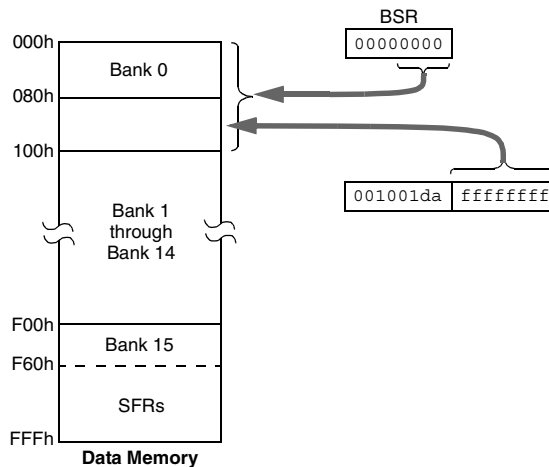 BSR
00000000
000h
Bank 0
080h
100h
001001da
ffffffff
Bank 1
through
Bank 14
F00h
Bank 15
F60h
SFRs
FFFh
Data Memory